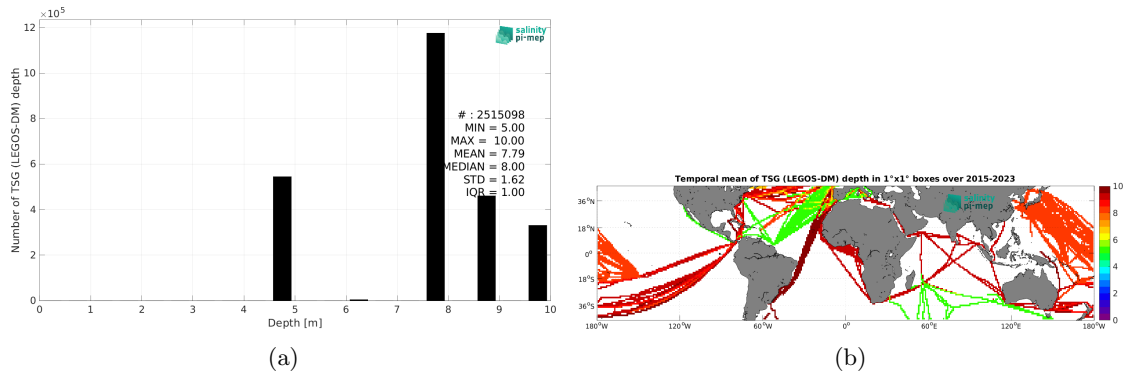 ×10⁵
12
10
8
6
4
2
0
Number of TSG (LEGOS-DM) depth
salinity
pi-mep
# : 2515098
MIN = 5.00
MAX = 10.00
MEAN = 7.79
MEDIAN = 8.00
STD = 1.62
IQR = 1.00
0 1 2 3 4 5 6 7 8 9 10
Depth [m]
(a)
Temporal mean of TSG (LEGOS-DM) depth in 1°x1° boxes over 2015-2023
salinity
pi-mep
36°N
18°N
0°
18°S
36°S
180°W 120°W 60°W 0° 60°E 120°E 180°W
10
8
6
4
2
0
(b)